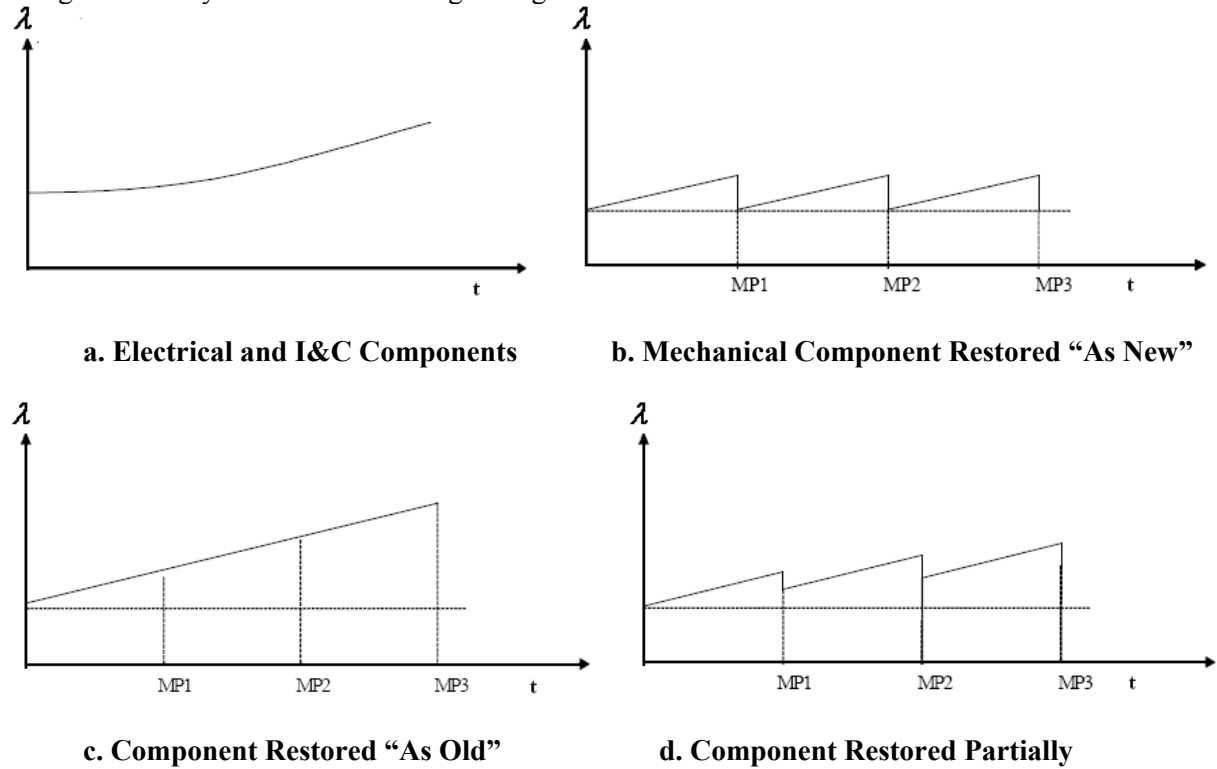 λ
λ
t
MP1 MP2 MP3 t
a. Electrical and I&C Components
b. Mechanical Component Restored “As New”
λ
λ
MP1 MP2 MP3 t
MP1 MP2 MP3 t
c. Component Restored “As Old”
d. Component Restored Partially